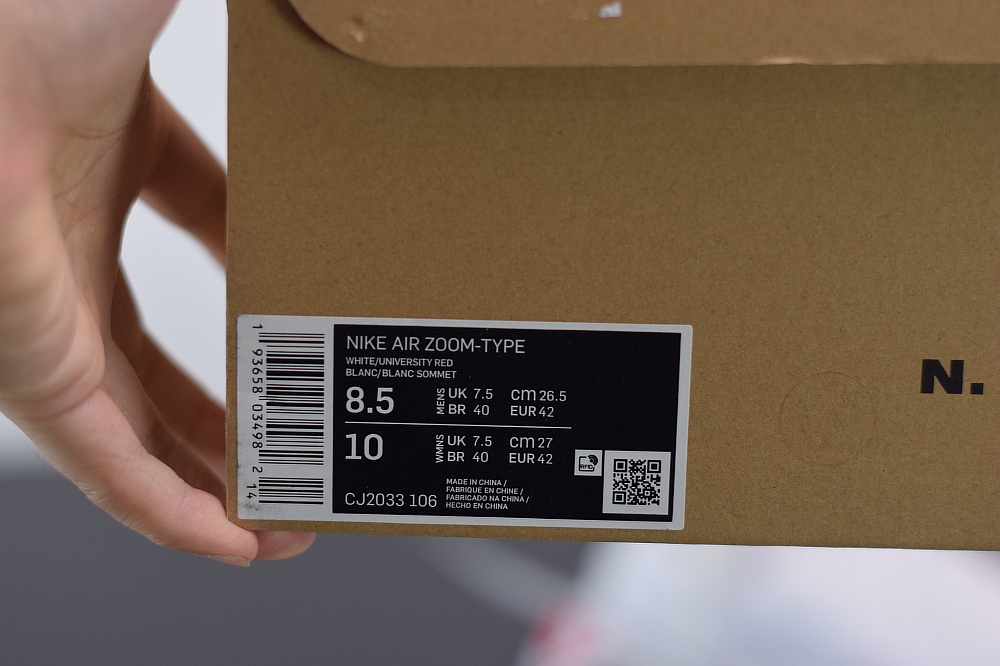 NIKE AIR ZOOM-TYPE
WHITE/UNIVERSITY RED
BLANC/BLANC SOMMET
8.5 MENS UK 7.5 cm 26.5
BR 40 EUR 42
10 WMNS UK 7.5 cm 27
BR 40 EUR 42
CJ2033 106
MADE IN CHINA /
FABRIQUE EN CHINE /
FABRICADO NA CHINA /
HECHO EN CHINA
RFID
1 93658 03498 2 14
N.